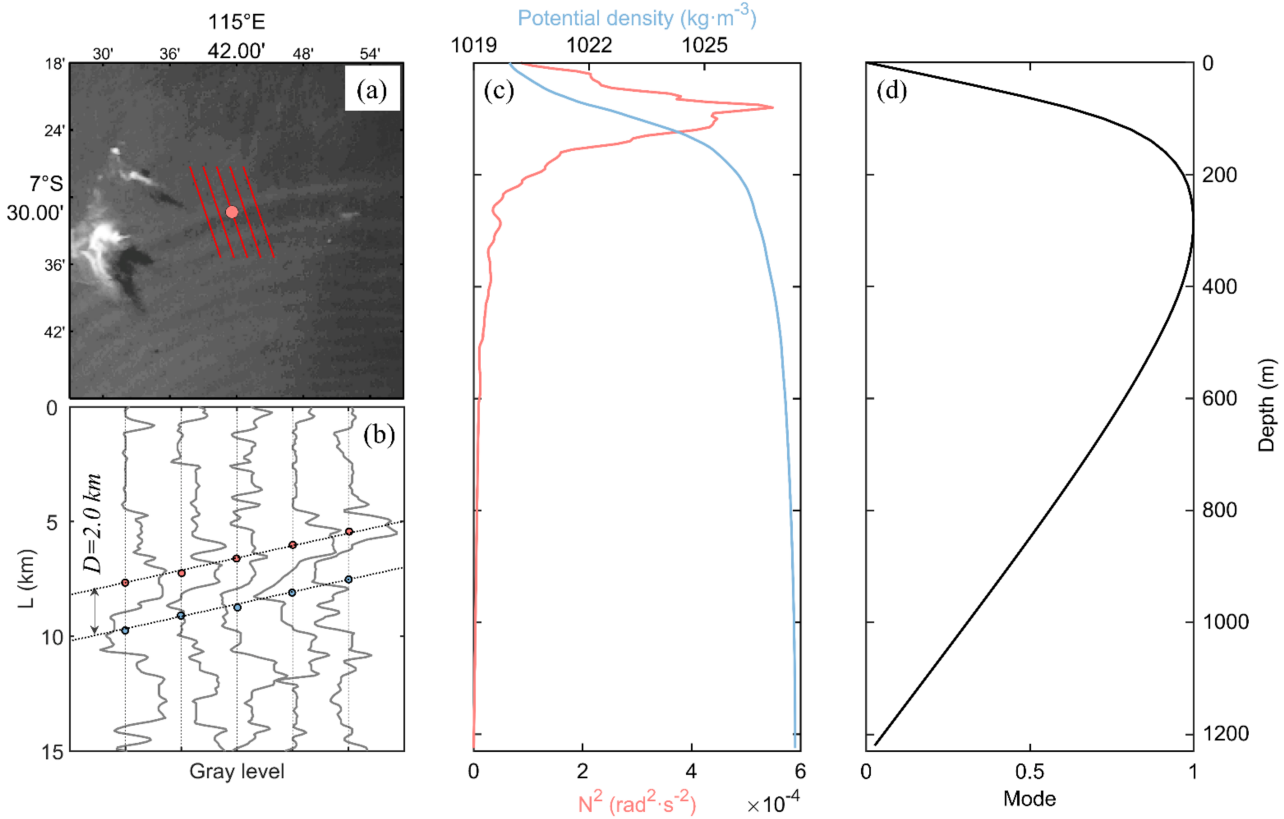 115°E
30' 36' 42.00' 48' 54'
18'
24'
7°S
30.00'
36'
42'
(a)
0
5
10
15
L (km)
D=2.0 km
(b)
Gray level
Potential density (kg·m⁻³)
1019 1022 1025
(c)
0 2 4 6
×10⁻⁴
N² (rad²·s⁻²)
(d)
0
200
400
600
800
1000
1200
Depth (m)
0 0.5 1
Mode